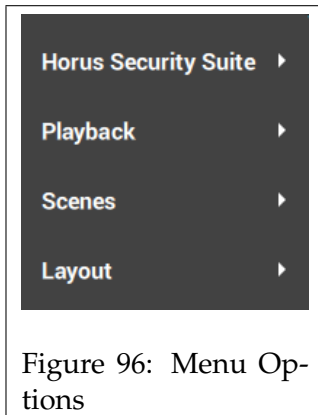 Horus Security Suite
Playback
Scenes
Layout
Figure 96: Menu Op-
tions